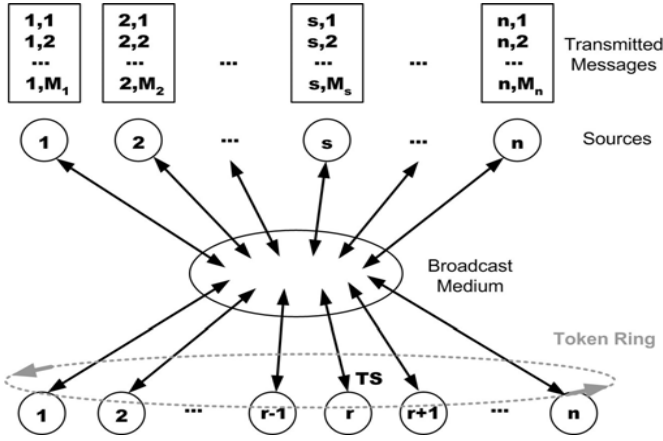 1,1 2,1 s,1 n,1
1,2 2,2 s,2 n,2
... ... ... ... ... ...
1,M1 2,M2 s,Ms n,Mn
Transmitted
Messages
1 2 ... s ... n
Sources
Broadcast
Medium
Token Ring
TS
1 2 ... r-1 r r+1 ... n